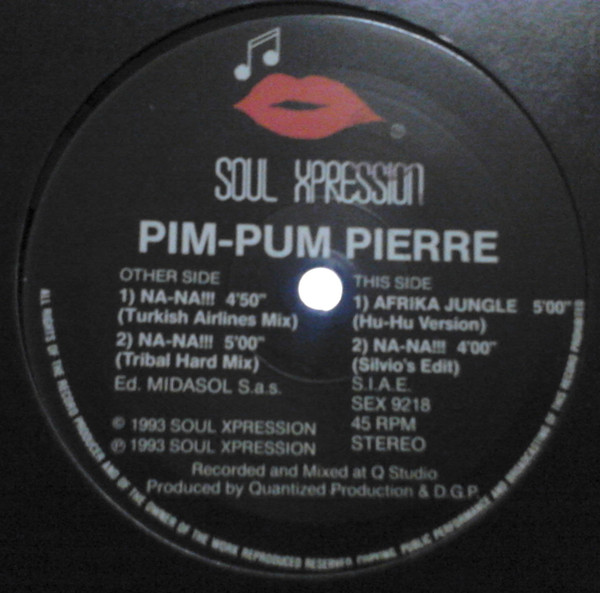 SOUL XPRESSION
PIM-PUM PIERRE
OTHER SIDE
1) NA-NA!!! 4'50"
(Turkish Airlines Mix)
2) NA-NA!!! 5'00"
(Tribal Hard Mix)
Ed. MIDASOL S.a.s.
© 1993 SOUL XPRESSION
℗ 1993 SOUL XPRESSION
THIS SIDE
1) AFRIKA JUNGLE 5'00"
(Hu-Hu Version)
2) NA-NA!!! 4'00"
(Silvio's Edit)
S.I.A.E.
SEX 9218
45 RPM
STEREO
Recorded and Mixed at Q Studio
Produced by Quantized Production & D.G.P.
ALL RIGHTS OF THE RECORD PRODUCER AND OF THE OWNER OF THE WORK REPRODUCED RESERVED. COPYING, PUBLIC PERFORMANCE AND BROADCASTING OF THIS RECORD PROHIBITED